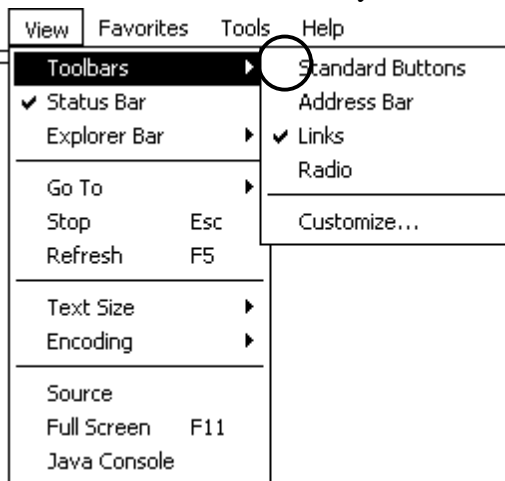 View Favorites Tools Help
Toolbars
Status Bar
Explorer Bar
Go To
Stop Esc
Refresh F5
Text Size
Encoding
Source
Full Screen F11
Java Console
Standard Buttons
Address Bar
Links
Radio
Customize...